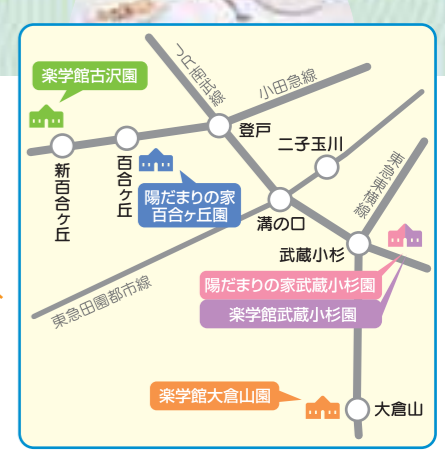 楽学館古沢園
JR南武線
小田急線
登戸
二子玉川
新百合ヶ丘
百合ヶ丘
陽だまりの家
百合ヶ丘園
溝の口
東急東横線
武蔵小杉
陽だまりの家武蔵小杉園
楽学館武蔵小杉園
東急田園都市線
楽学館大倉山園
大倉山